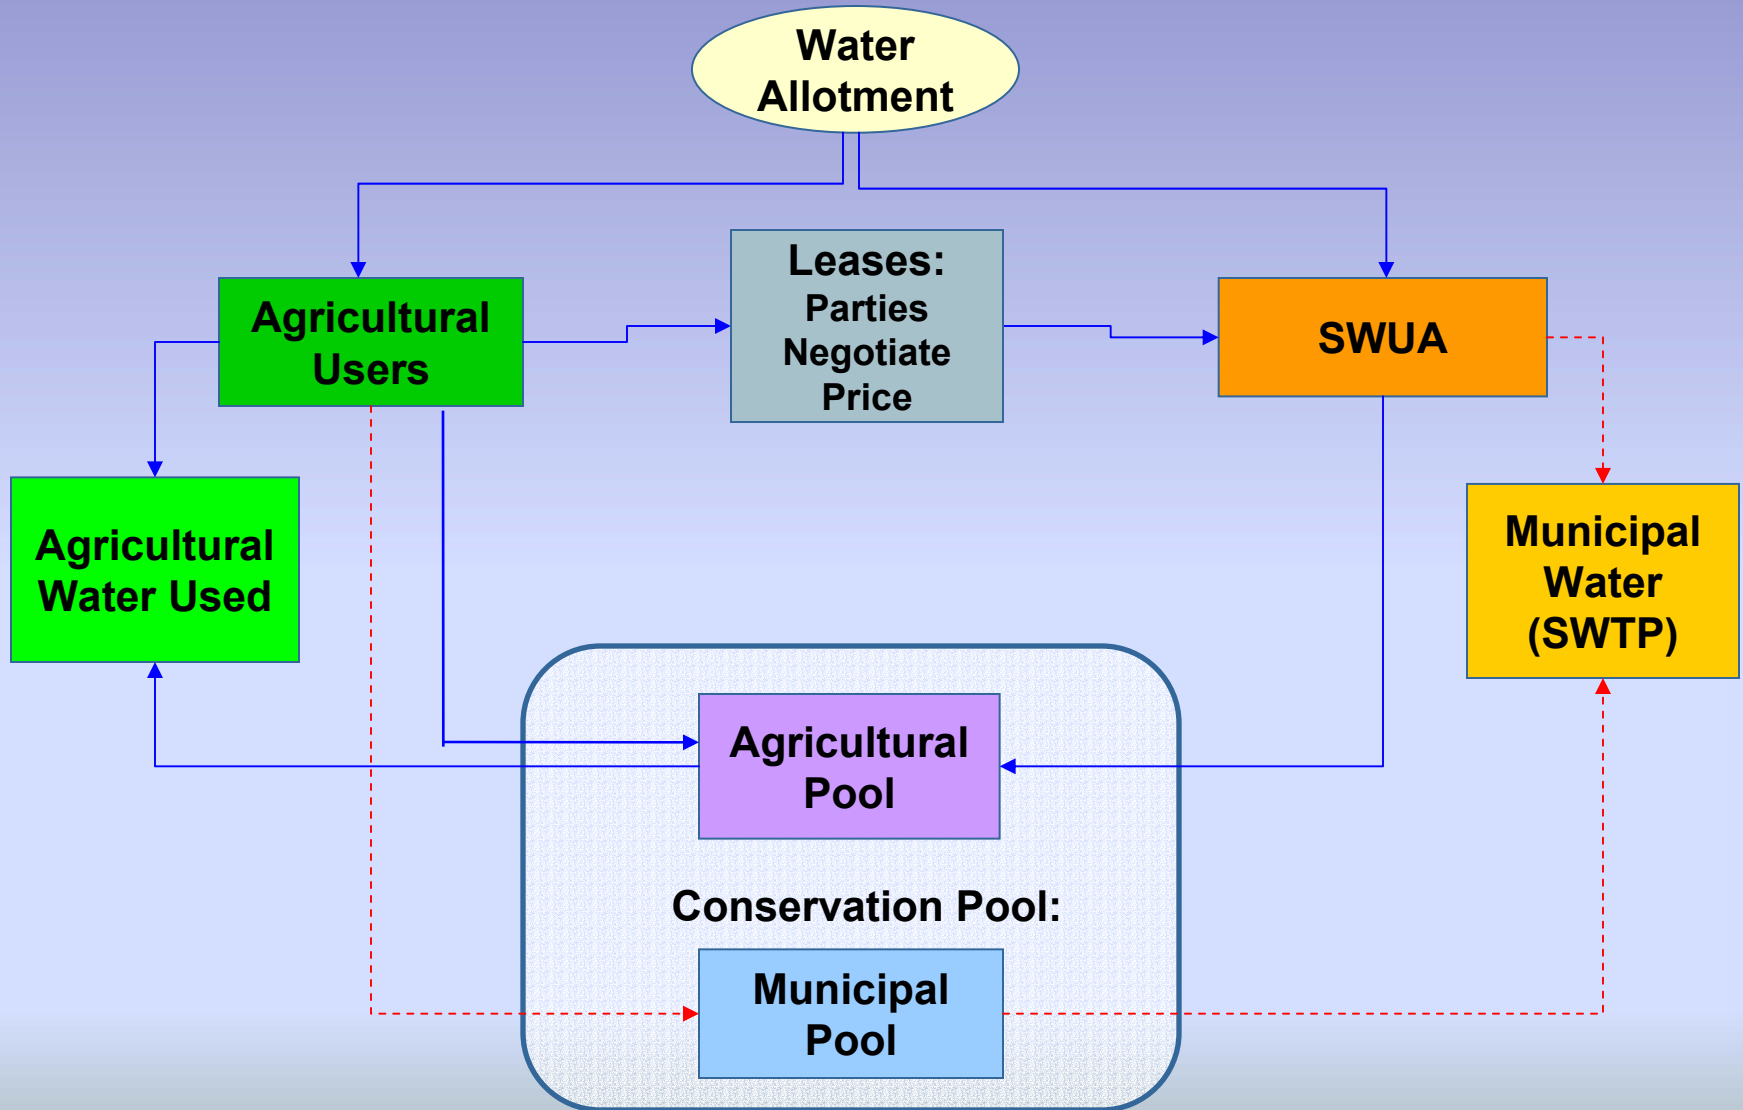 Water
Allotment
Leases:
Parties
Negotiate
Price
Agricultural
Users
SWUA
Agricultural
Water Used
Municipal
Water
(SWTP)
Agricultural
Pool
Conservation Pool:
Municipal
Pool